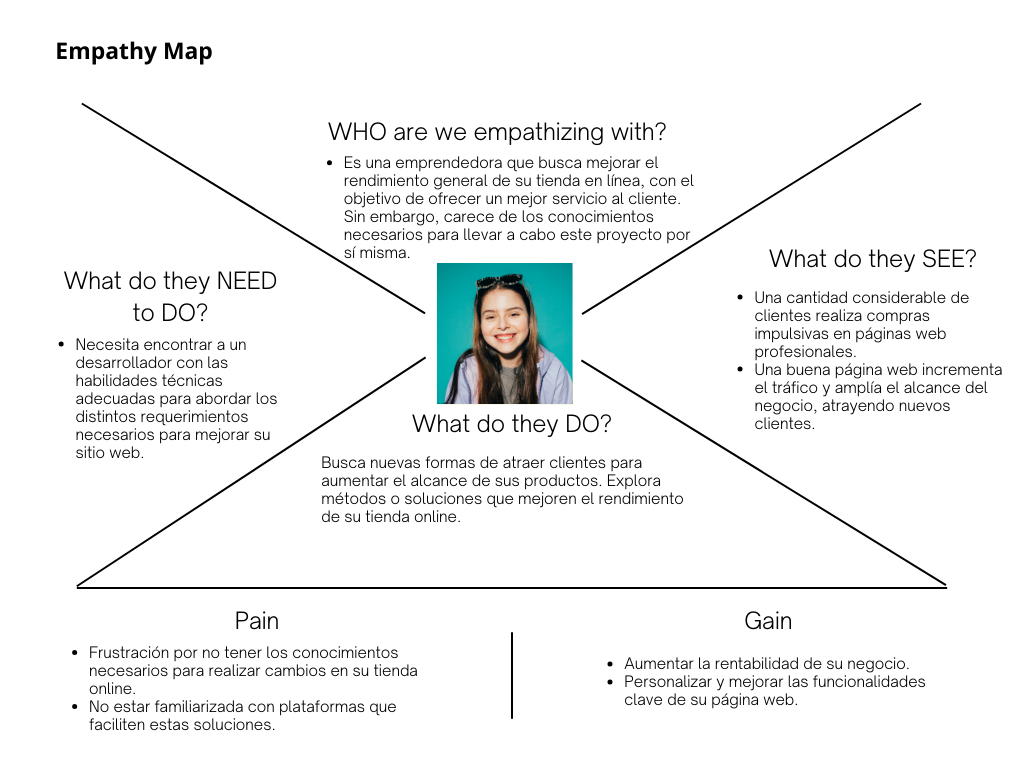 Empathy Map
WHO are we empathizing with?
• Es una emprendedora que busca mejorar el
rendimiento general de su tienda en línea, con el
objetivo de ofrecer un mejor servicio al cliente.
Sin embargo, carece de los conocimientos
necesarios para llevar a cabo este proyecto por
sí misma.
What do they NEED
to DO?
• Necesita encontrar a un
desarrollador con las
habilidades técnicas
adecuadas para abordar los
distintos requerimientos
necesarios para mejorar su
sitio web.
What do they SEE?
• Una cantidad considerable de
clientes realiza compras
impulsivas en páginas web
profesionales.
• Una buena página web incrementa
el tráfico y amplía el alcance del
negocio, atrayendo nuevos
clientes.
What do they DO?
Busca nuevas formas de atraer clientes para
aumentar el alcance de sus productos. Explora
métodos o soluciones que mejoren el rendimiento
de su tienda online.
Pain
• Frustración por no tener los conocimientos
necesarios para realizar cambios en su tienda
online.
• No estar familiarizada con plataformas que
faciliten estas soluciones.
Gain
• Aumentar la rentabilidad de su negocio.
• Personalizar y mejorar las funcionalidades
clave de su página web.